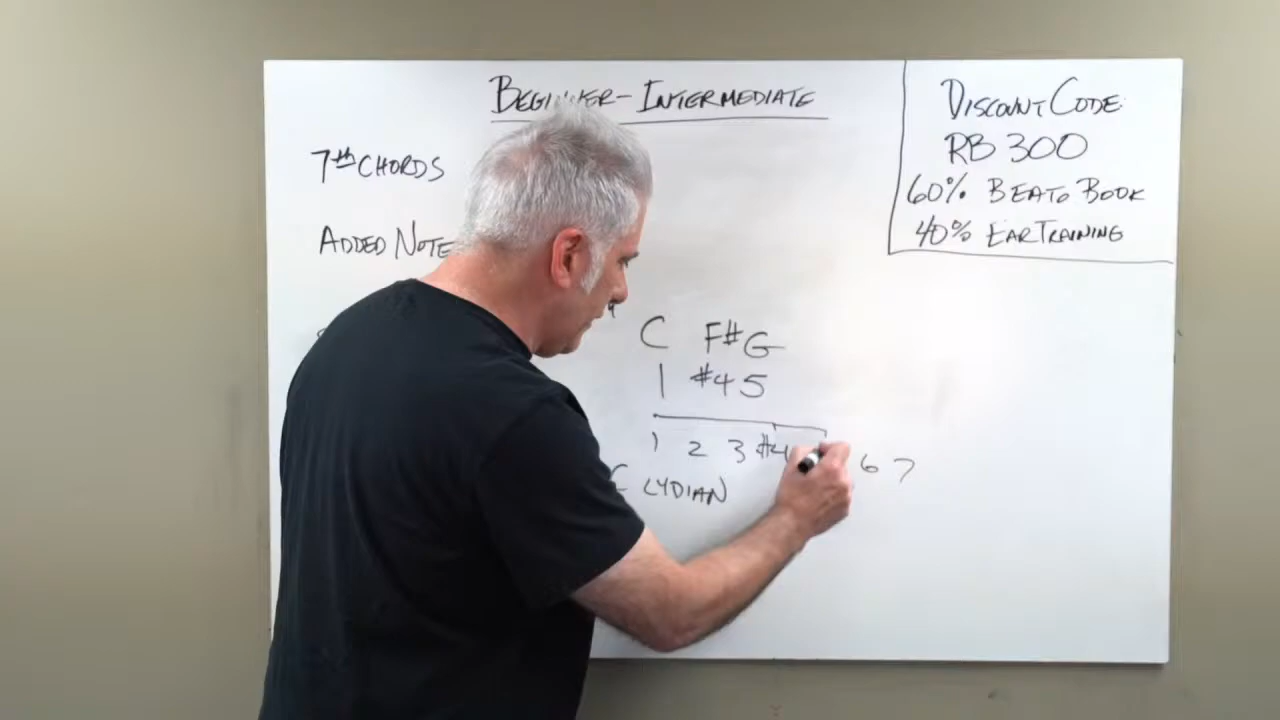 BEGINNER-INTERMEDIATE
7th CHORDS
ADDED NOTE
DISCOUNT CODE
RB 300
60% BEATO BOOK
40% EAR TRAINING
C F# G
1 #4 5
1 2 3 #4 6 7
C LYDIAN